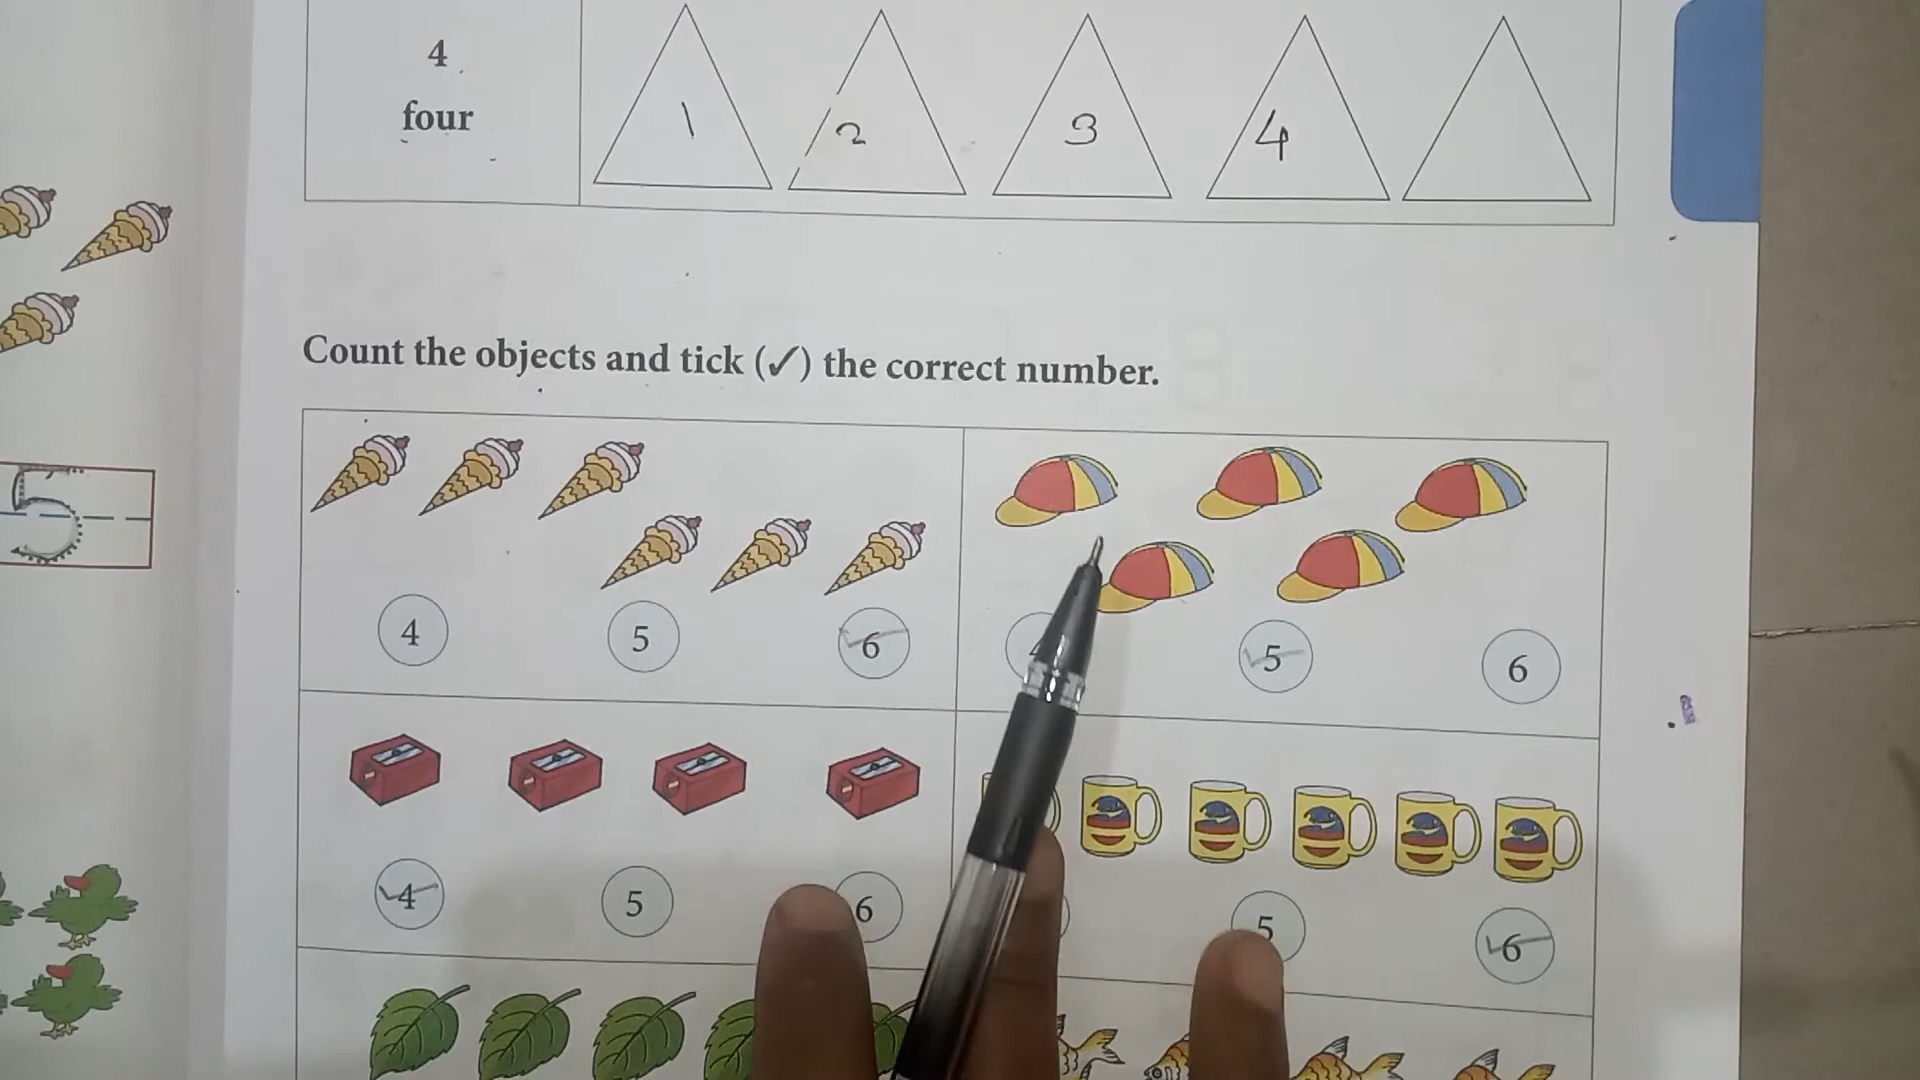 4
four
1 2 3 4
Count the objects and tick (✓) the correct number.
5
4 5 6
5 6
4 5 6
5 6